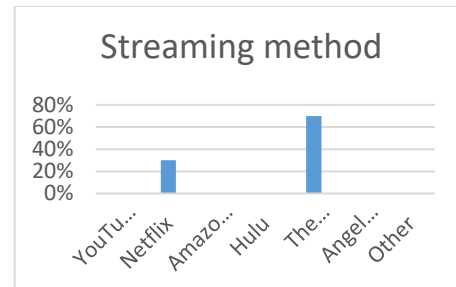 Streaming method
80%
60%
40%
20%
0%
YouTu...
Netflix
Amazo...
Hulu
The...
Angel...
Other